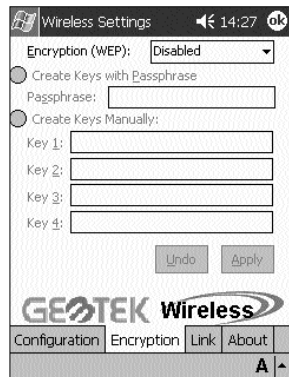 Wireless Settings 14:27 ok
Encryption (WEP): Disabled
Create Keys with Passphrase
Passphrase:
Create Keys Manually:
Key 1:
Key 2:
Key 3:
Key 4:
Undo Apply
GEOTEK Wireless
Configuration Encryption Link About
A